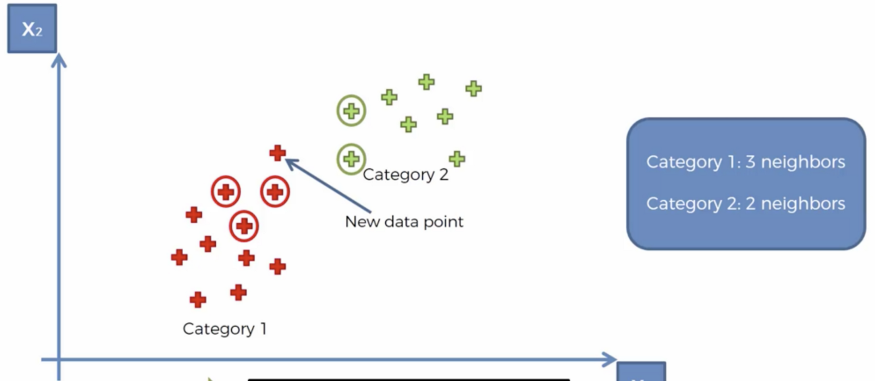 X2
Category 1: 3 neighbors
Category 2
Category 2: 2 neighbors
New data point
Category 1